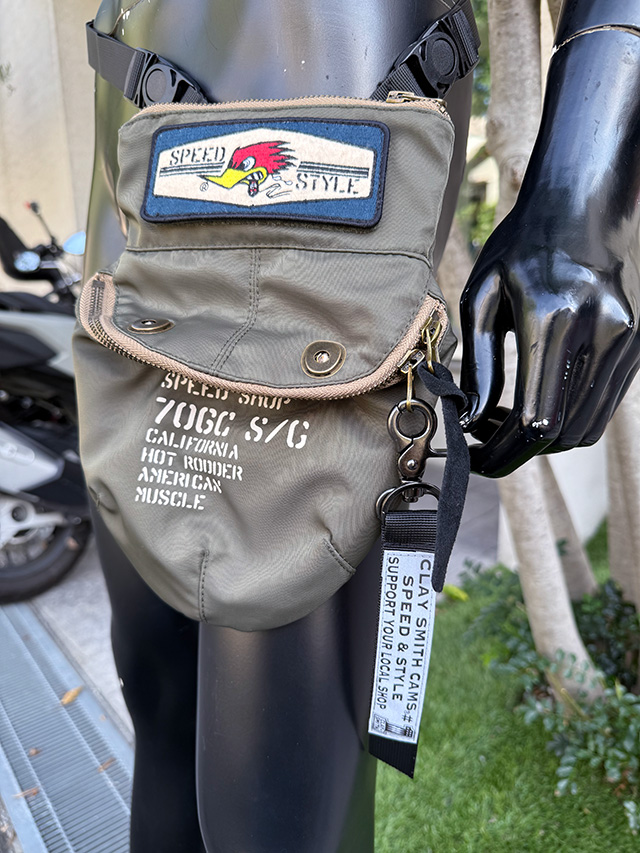 SPEED
® STYLE
SPEED SHOP
70GC S/G
CALIFORNIA
HOT RODDER
AMERICAN
MUSCLE
CLAY SMITH CAMS.#
SPEED & STYLE
SUPPORT YOUR LOCAL SHOP